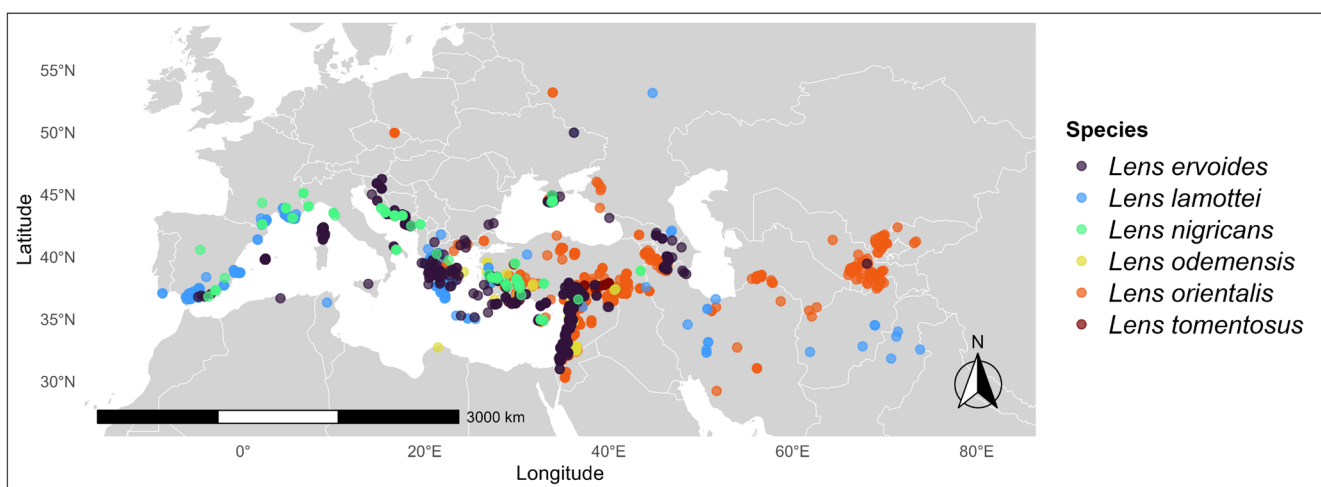 55°N
50°N
45°N
40°N
35°N
30°N
Latitude
N
3000 km
0°
20°E
40°E
60°E
80°E
Longitude
Species
Lens ervoides
Lens lamottei
Lens nigricans
Lens odemensis
Lens orientalis
Lens tomentosus